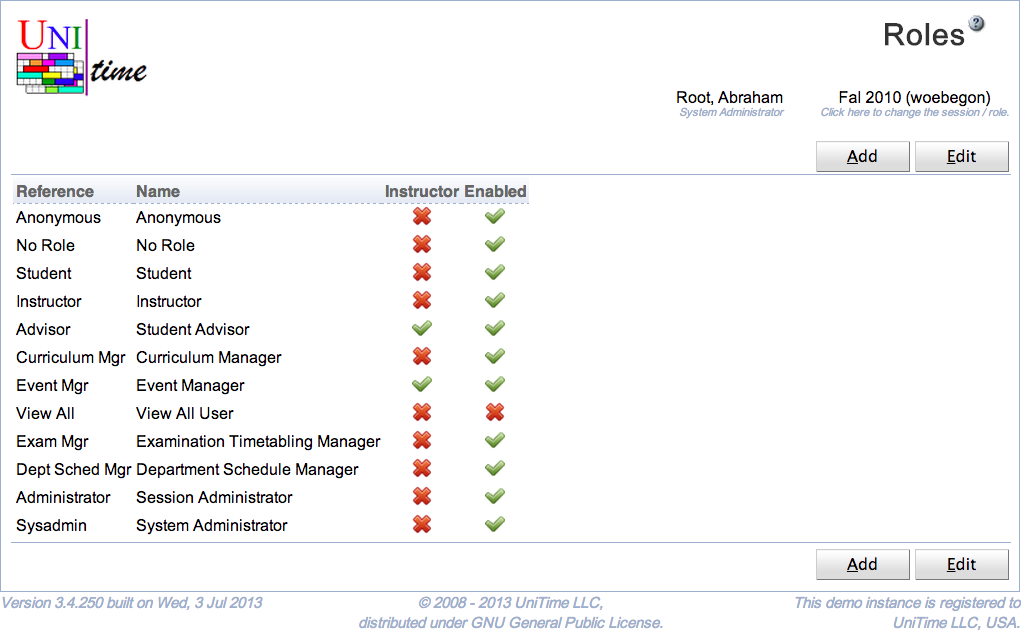 UNI
time
Roles
?
Root, Abraham
System Administrator
Fal 2010 (woebegon)
Click here to change the session / role.
Add Edit
Reference Name Instructor Enabled
Anonymous Anonymous
No Role No Role
Student Student
Instructor Instructor
Advisor Student Advisor
Curriculum Mgr Curriculum Manager
Event Mgr Event Manager
View All View All User
Exam Mgr Examination Timetabling Manager
Dept Sched Mgr Department Schedule Manager
Administrator Session Administrator
Sysadmin System Administrator
Add Edit
Version 3.4.250 built on Wed, 3 Jul 2013
© 2008 - 2013 UniTime LLC,
distributed under GNU General Public License.
This demo instance is registered to
UniTime LLC, USA.